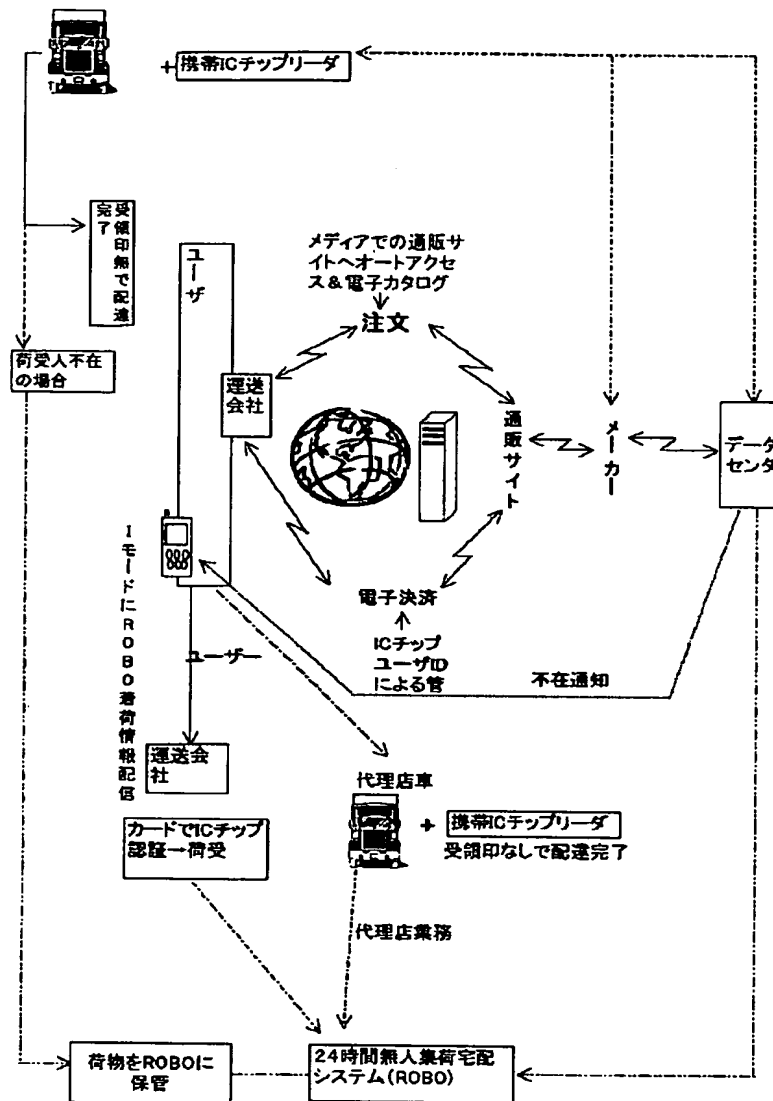 + 携帯ICチップリーダ
受領印無で配達
完了
ユーザ
メディアでの通販サ
イトへオートアクセ
ス&電子カタログ
注文
荷受人不在
の場合
運送
会社
通販サイト
メーカー
データ
センタ
IモードにROBO着荷情報配信
電子決済
ICチップ
ユーザID
による管
ユーザー
不在通知
運送会
社
代理店車
カードでICチップ
認証→荷受
+ 携帯ICチップリーダ
受領印なしで配達完了
代理店業務
荷物をROBOに
保管
24時間無人集荷宅配
システム(ROBO)